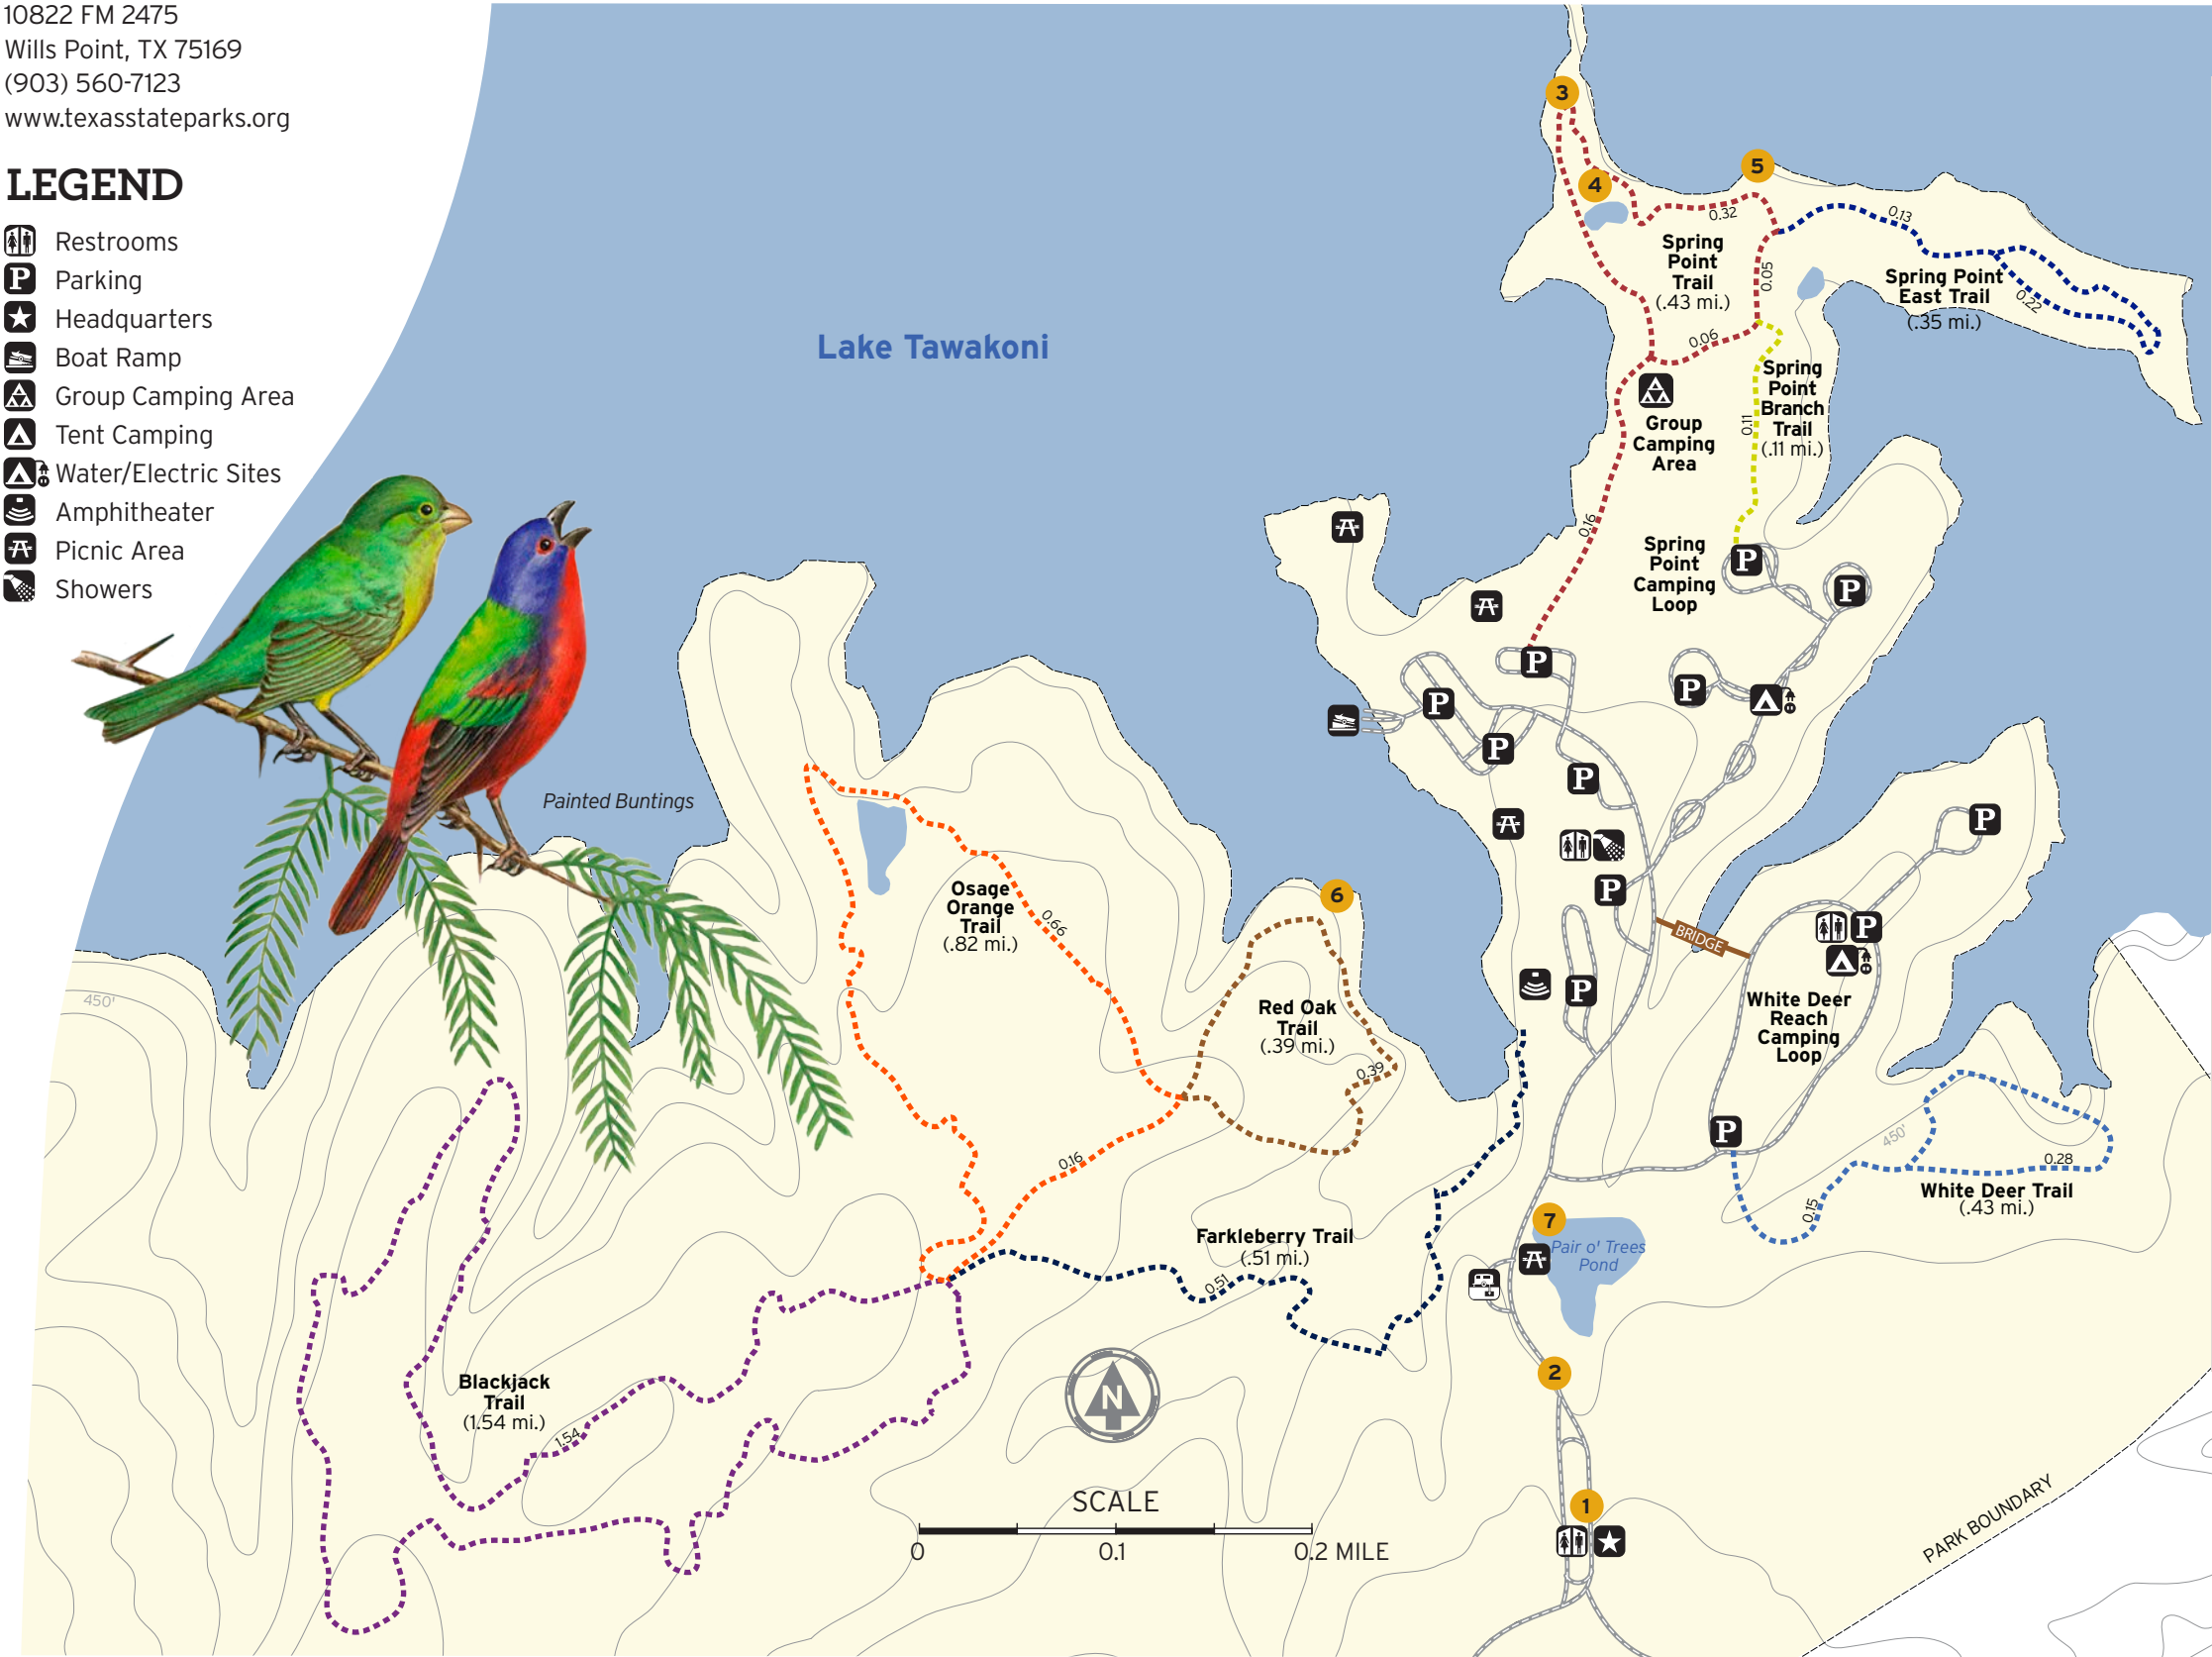 10822 FM 2475
Wills Point, TX 75169
(903) 560-7123
www.texasstateparks.org
LEGEND
Restrooms
P Parking
Headquarters
Boat Ramp
Group Camping Area
Tent Camping
Water/Electric Sites
Amphitheater
Picnic Area
Showers
Painted Buntings
Lake Tawakoni
3
4
5
0.32
0.13
Spring
Point
Trail
(.43 mi.)
0.05
0.06
Spring Point
East Trail
(.35 mi.)
0.22
Spring
Point
Branch
Trail
(.11 mi.)
0.11
Group
Camping
Area
0.16
Spring
Point
Camping
Loop
P
P
P
P
P
P
P
P
P
BRIDGE
P
P
P
P
White Deer
Reach
Camping
Loop
450'
0.28
0.15
White Deer Trail
(.43 mi.)
Osage
Orange
Trail
(.82 mi.)
0.66
6
Red Oak
Trail
(.39 mi.)
0.39
0.16
450'
Farkleberry Trail
(.51 mi.)
0.51
7
Pair o' Trees
Pond
2
1
Blackjack
Trail
(1.54 mi.)
1.54
N
SCALE
0 0.1 0.2 MILE
PARK BOUNDARY